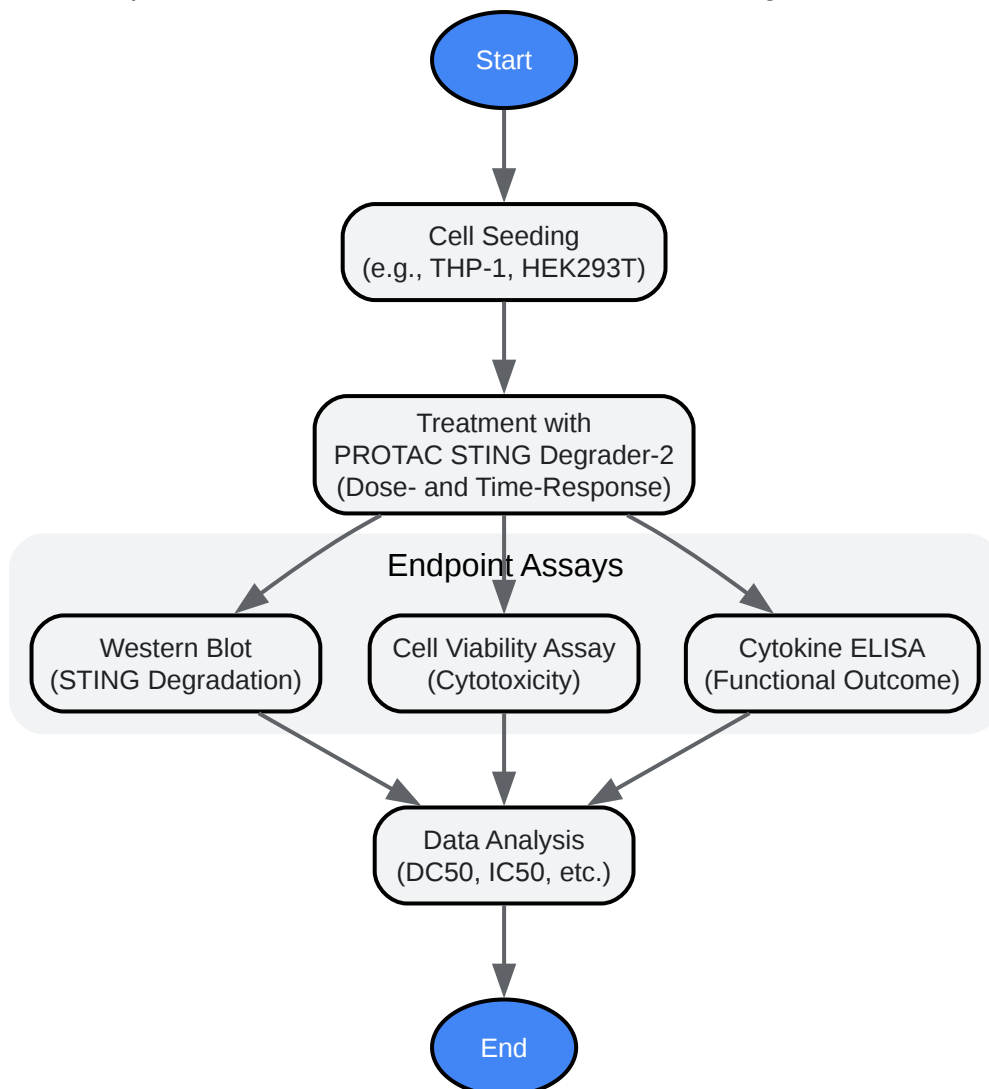 Start
Cell Seeding
(e.g., THP-1, HEK293T)
Treatment with
PROTAC STING Degrader-2
(Dose- and Time-Response)
Endpoint Assays
Western Blot
(STING Degradation)
Cell Viability Assay
(Cytotoxicity)
Cytokine ELISA
(Functional Outcome)
Data Analysis
(DC50, IC50, etc.)
End